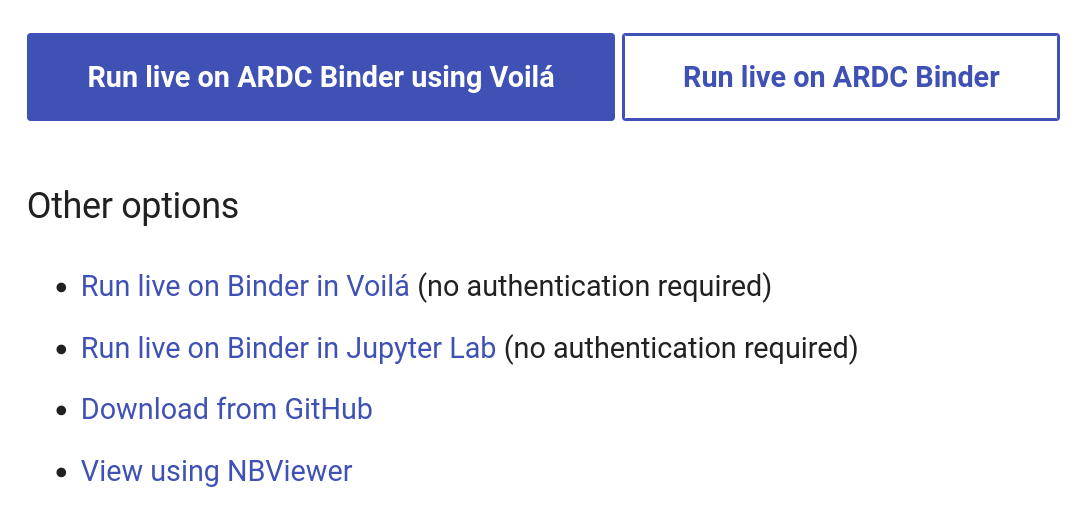 Run live on ARDC Binder using Voilá
Run live on ARDC Binder
Other options
Run live on Binder in Voilá (no authentication required)
Run live on Binder in Jupyter Lab (no authentication required)
Download from GitHub
View using NBViewer